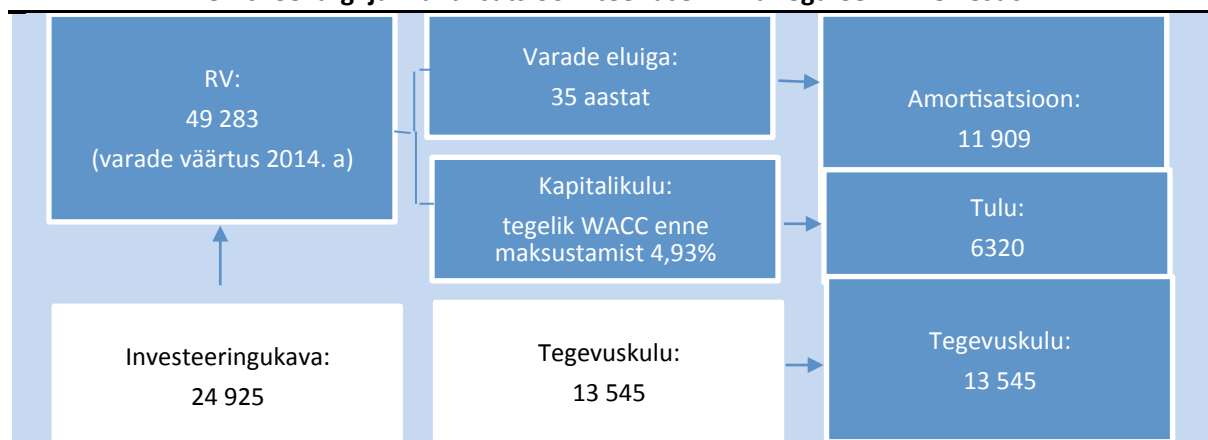 RV:
49 283
(varade väärtus 2014. a)
Varade eluiga:
35 aastat
Amortisatsioon:
11 909
Kapitalikulu:
tegelik WACC enne
maksustamist 4,93%
Tulu:
6320
Investeeringukava:
24 925
Tegevuskulu:
13 545
Tegevuskulu:
13 545